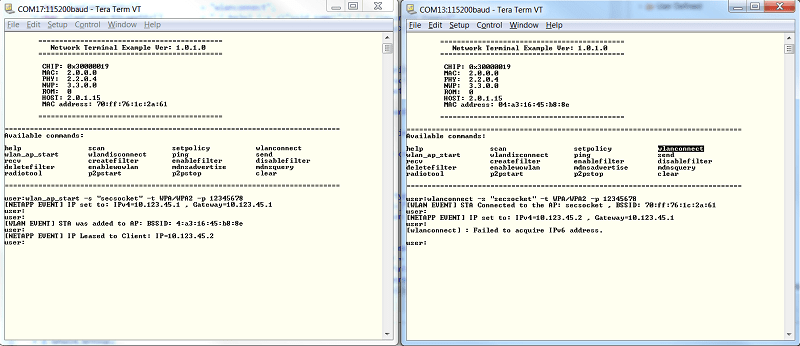 COM17:115200baud - Tera Term VT
File Edit Setup Control Window Help
==============================================
Network Terminal Example Ver: 1.0.1.0
==============================================
CHIP: 0x30000019
MAC: 2.0.0.0
PHY: 2.2.0.4
NWP: 3.3.0.0
ROM: 0
HOST: 2.0.1.15
MAC address: 70:ff:76:1c:2a:61
==============================================
Available commands:
help scan setpolicy wlanconnect
wlan_ap_start wlandisconnect ping send
recv createfilter enablefilter disablefilter
deletefilter enablewowlan mdnsadvertize mdnsquery
radiotool p2pstart p2pstop clear
user:wlan_ap_start -s "secsocket" -t WPA/WPA2 -p 12345678
[NETAPP EVENT] IP set to: IPv4=10.123.45.1 , Gateway=10.123.45.1
user:
user:
[WLAN EVENT] STA was added to AP: BSSID: 4:a3:16:45:b8:8e
user:
[NETAPP EVENT] IP Leased to Client: IP=10.123.45.2
user:
COM13:115200baud - Tera Term VT
File Edit Setup Control Window Help
==============================================
Network Terminal Example Ver: 1.0.1.0
==============================================
CHIP: 0x30000019
MAC: 2.0.0.0
PHY: 2.2.0.4
NWP: 3.3.0.0
ROM: 0
HOST: 2.0.1.15
MAC address: 04:a3:16:45:b8:8e
==============================================
Available commands:
help scan setpolicy wlanconnect
wlan_ap_start wlandisconnect ping send
recv createfilter enablefilter disablefilter
deletefilter enablewowlan mdnsadvertise mdnsquery
radiotool p2pstart p2pstop clear
user:wlanconnect -s "secsocket" -t WPA/WPA2 -p 12345678
[WLAN EVENT] STA Connected to the AP: secsocket , BSSID: 70:ff:76:1c:2a:61
[NETAPP EVENT] IP set to: IPv4=10.123.45.2 , Gateway=10.123.45.1
user:
[wlanconnect] : Failed to acquire IPv6 address.
user: